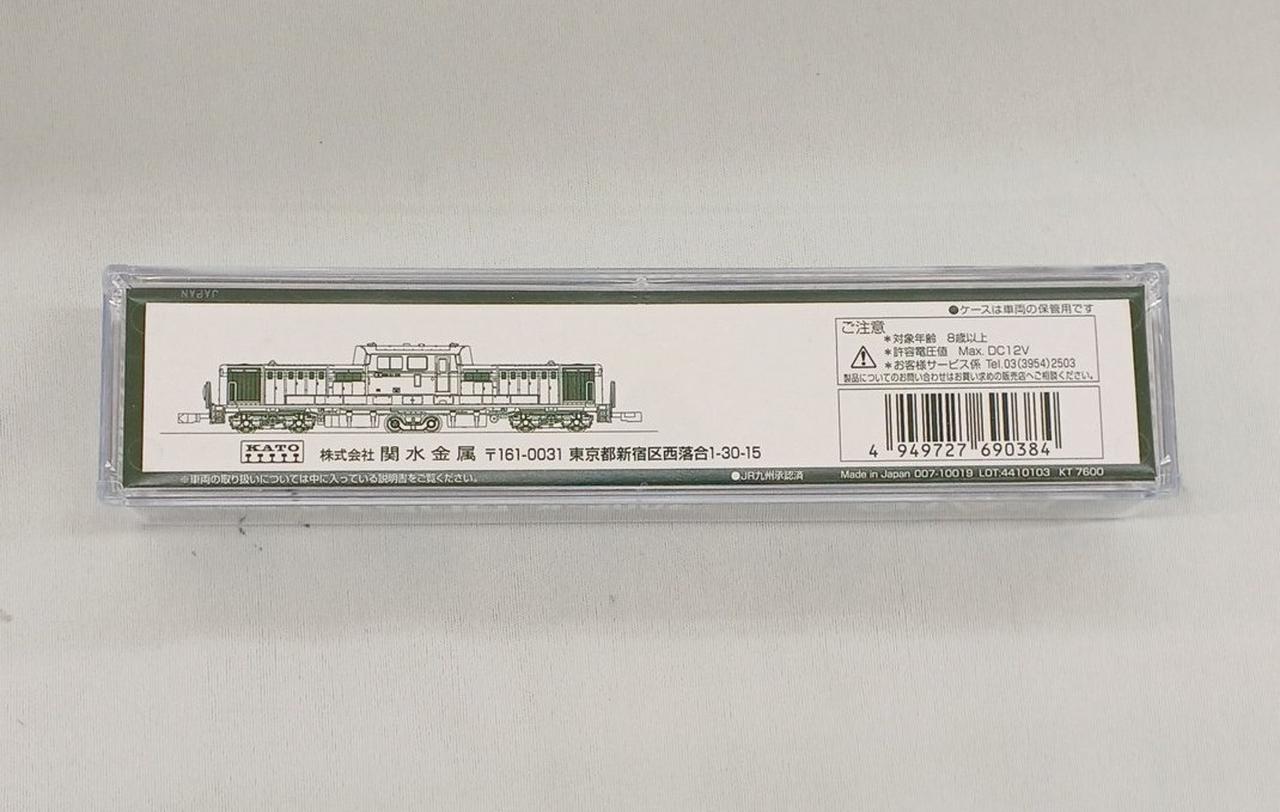 JAPAN
●ケースは車両の保管用です
ご注意
＊対象年齢 8歳以上
＊許容電圧値 Max. DC12V
＊お客様サービス係 Tel.03(3954)2503
製品についてのお問い合わせはお買い求めの販売店へご相談ください。
KATO
株式会社 関水金属 〒161-0031 東京都新宿区西落合1-30-15
4 949727 690384
※車両の取り扱いについては中に入っている説明書をご覧ください。
●JR九州承認済
Made in Japan 007-10019 LOT:4410103 KT 7600